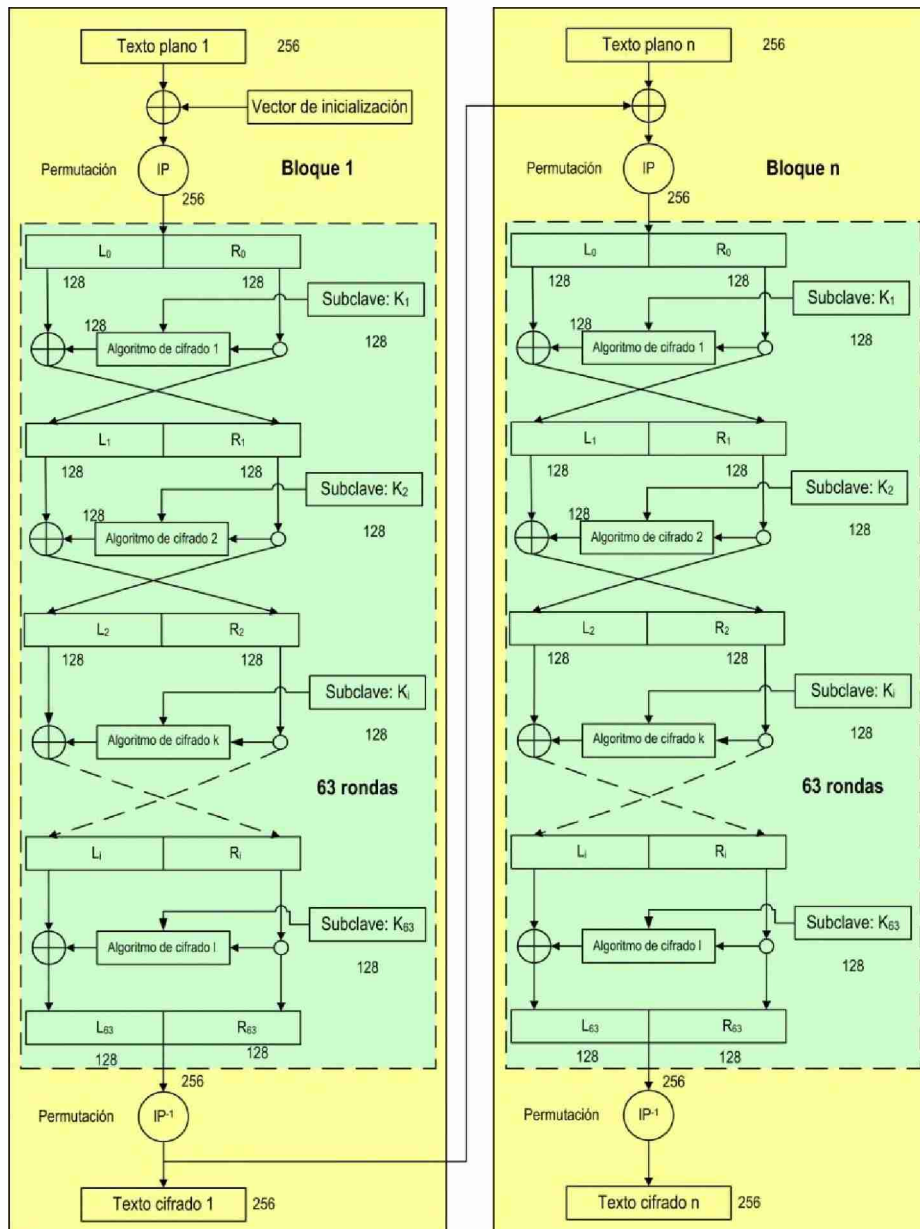 Texto plano 1
256
Vector de inicialización
Permutación
IP
Bloque 1
256
L₀
R₀
128
128
Subclave: K₁
128
Algoritmo de cifrado 1
128
L₁
R₁
128
128
Subclave: K₂
128
Algoritmo de cifrado 2
128
L₂
R₂
128
128
Subclave: Kᵢ
Algoritmo de cifrado k
128
63 rondas
Lᵢ
Rᵢ
Subclave: K₆₃
Algoritmo de cifrado l
128
L₆₃
R₆₃
128
128
256
Permutación
IP⁻¹
Texto cifrado 1
256
Texto plano n
256
Permutación
IP
Bloque n
256
L₀
R₀
128
128
Subclave: K₁
128
Algoritmo de cifrado 1
128
L₁
R₁
128
128
Subclave: K₂
128
Algoritmo de cifrado 2
128
L₂
R₂
128
128
Subclave: Kᵢ
Algoritmo de cifrado k
128
63 rondas
Lᵢ
Rᵢ
Subclave: K₆₃
Algoritmo de cifrado l
128
L₆₃
R₆₃
128
128
256
Permutación
IP⁻¹
Texto cifrado n
256